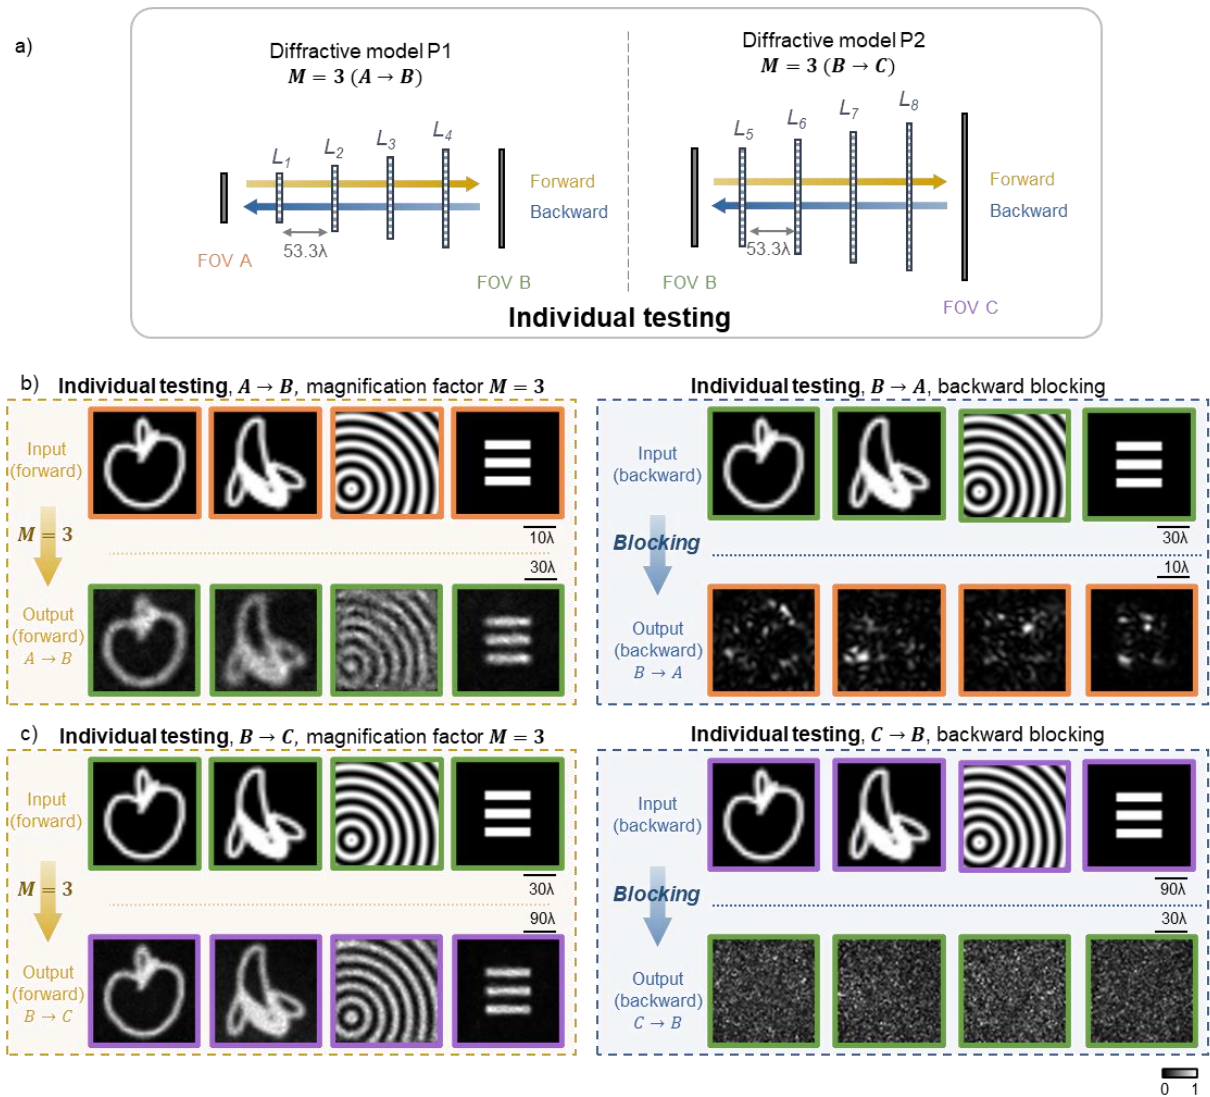 a)
Diffractive model P1
M = 3 (A → B)
Diffractive model P2
M = 3 (B → C)
L1
L2
L3
L4
L5
L6
L7
L8
Forward
Backward
Forward
Backward
53.3λ
53.3λ
FOV A
FOV B
FOV B
FOV C
Individual testing
b)
Individual testing, A → B, magnification factor M = 3
Input
(forward)
M = 3
10λ
30λ
Output
(forward)
A → B
Individual testing, B → A, backward blocking
Input
(backward)
Blocking
30λ
10λ
Output
(backward)
B → A
c)
Individual testing, B → C, magnification factor M = 3
Input
(forward)
M = 3
30λ
90λ
Output
(forward)
B → C
Individual testing, C → B, backward blocking
Input
(backward)
Blocking
90λ
30λ
Output
(backward)
C → B
0 1